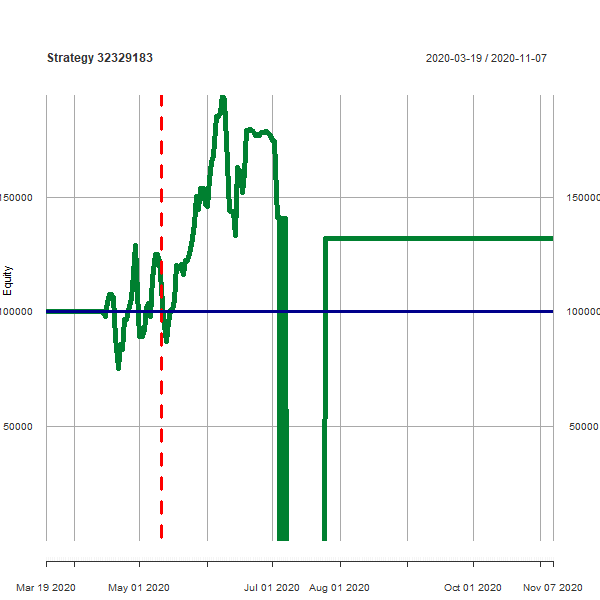 Strategy 32329183
2020-03-19 / 2020-11-07
150000
150000
Equity
100000
100000
50000
50000
Mar 19 2020
May 01 2020
Jul 01 2020
Aug 01 2020
Oct 01 2020
Nov 07 2020